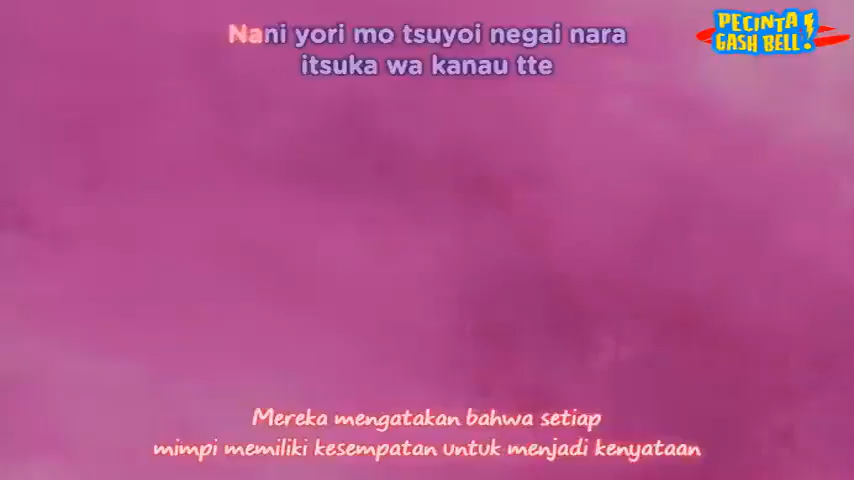 Nani yori mo tsuyoi negai nara
itsuka wa kanau tte
PECINTA
GASH BELL!
Mereka mengatakan bahwa setiap
mimpi memiliki kesempatan untuk menjadi kenyataan